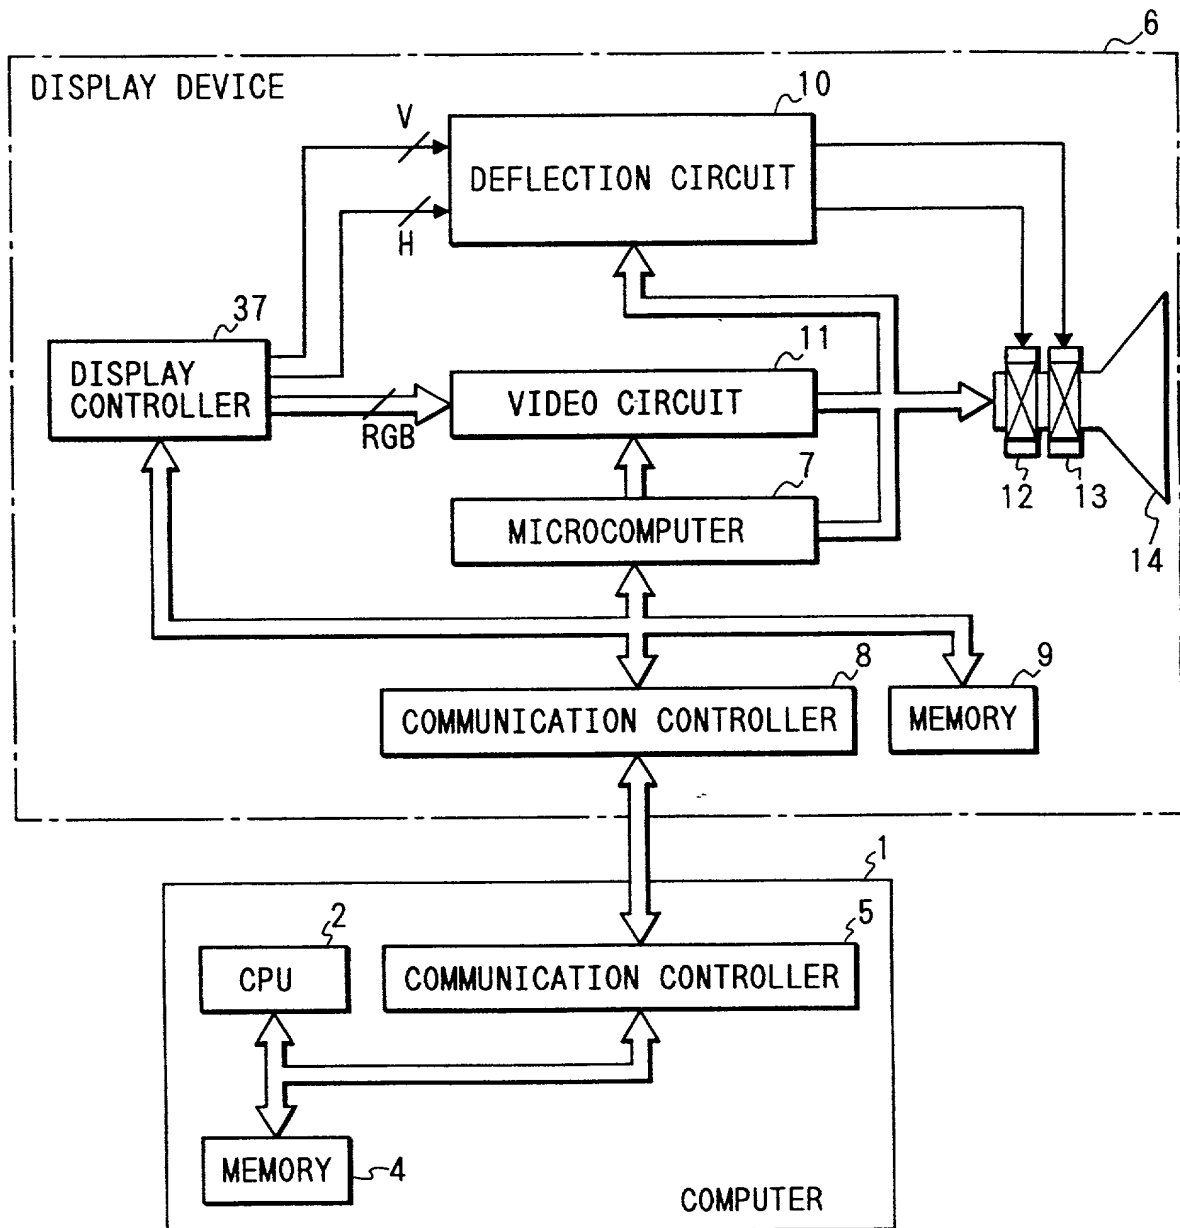 6
DISPLAY DEVICE
10
V
DEFLECTION CIRCUIT
H
37
11
DISPLAY
CONTROLLER
VIDEO CIRCUIT
RGB
7
12
13
MICROCOMPUTER
14
8
9
COMMUNICATION CONTROLLER
MEMORY
1
2
5
CPU
COMMUNICATION CONTROLLER
MEMORY
4
COMPUTER